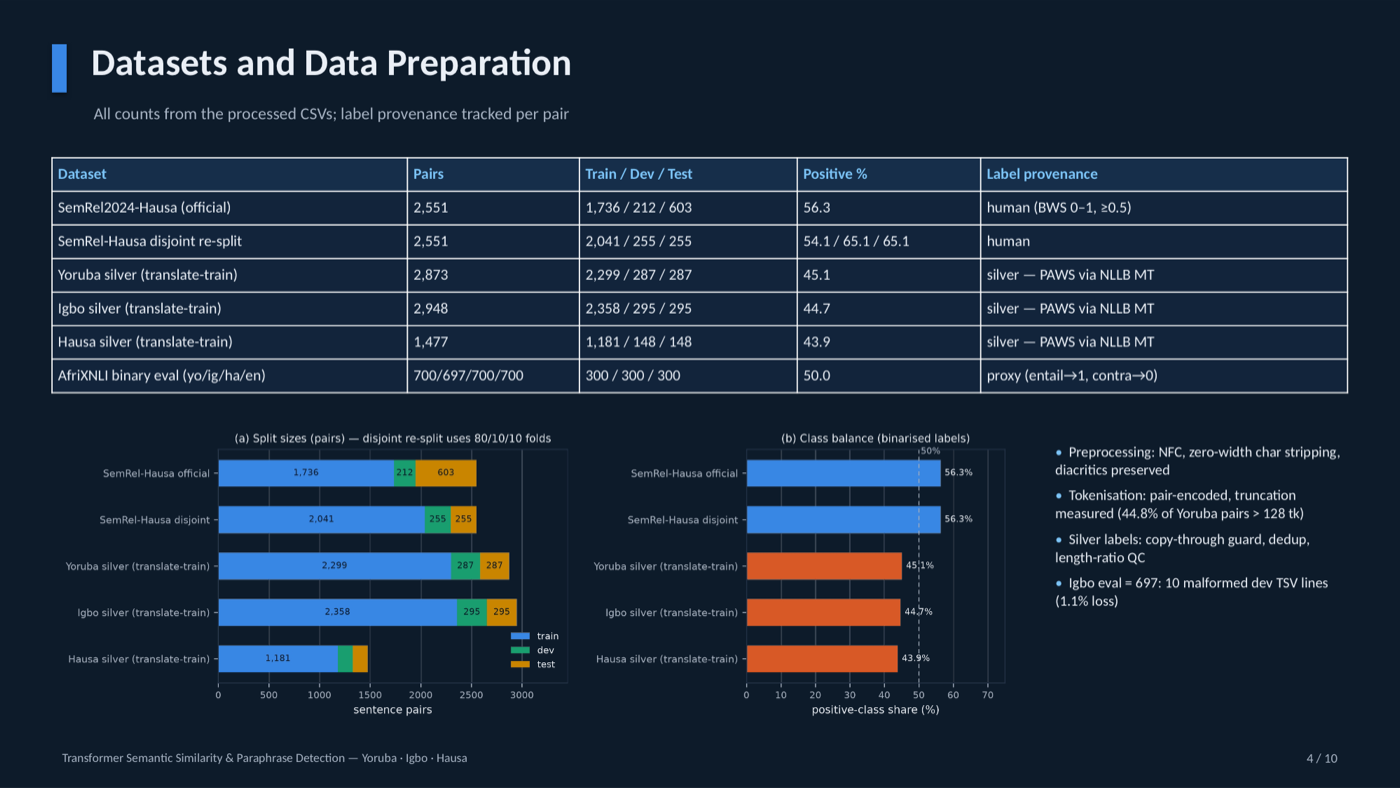 Datasets and Data Preparation
All counts from the processed CSVs; label provenance tracked per pair
Dataset Pairs Train / Dev / Test Positive % Label provenance
SemRel2024-Hausa (official) 2,551 1,736 / 212 / 603 56.3 human (BWS 0–1, ≥0.5)
SemRel-Hausa disjoint re-split 2,551 2,041 / 255 / 255 54.1 / 65.1 / 65.1 human
Yoruba silver (translate-train) 2,873 2,299 / 287 / 287 45.1 silver — PAWS via NLLB MT
Igbo silver (translate-train) 2,948 2,358 / 295 / 295 44.7 silver — PAWS via NLLB MT
Hausa silver (translate-train) 1,477 1,181 / 148 / 148 43.9 silver — PAWS via NLLB MT
AfriXNLI binary eval (yo/ig/ha/en) 700/697/700/700 300 / 300 / 300 50.0 proxy (entail→1, contra→0)
(a) Split sizes (pairs) — disjoint re-split uses 80/10/10 folds
SemRel-Hausa official 1,736 212 603
SemRel-Hausa disjoint 2,041 255 255
Yoruba silver (translate-train) 2,299 287 287
Igbo silver (translate-train) 2,358 295 295
Hausa silver (translate-train) 1,181
train
dev
test
0 500 1000 1500 2000 2500 3000
sentence pairs
(b) Class balance (binarised labels)
50%
SemRel-Hausa official 56.3%
SemRel-Hausa disjoint 56.3%
Yoruba silver (translate-train) 45.1%
Igbo silver (translate-train) 44.7%
Hausa silver (translate-train) 43.9%
0 10 20 30 40 50 60 70
positive-class share (%)
• Preprocessing: NFC, zero-width char stripping,
diacritics preserved
• Tokenisation: pair-encoded, truncation
measured (44.8% of Yoruba pairs > 128 tk)
• Silver labels: copy-through guard, dedup,
length-ratio QC
• Igbo eval = 697: 10 malformed dev TSV lines
(1.1% loss)
Transformer Semantic Similarity & Paraphrase Detection — Yoruba · Igbo · Hausa
4 / 10